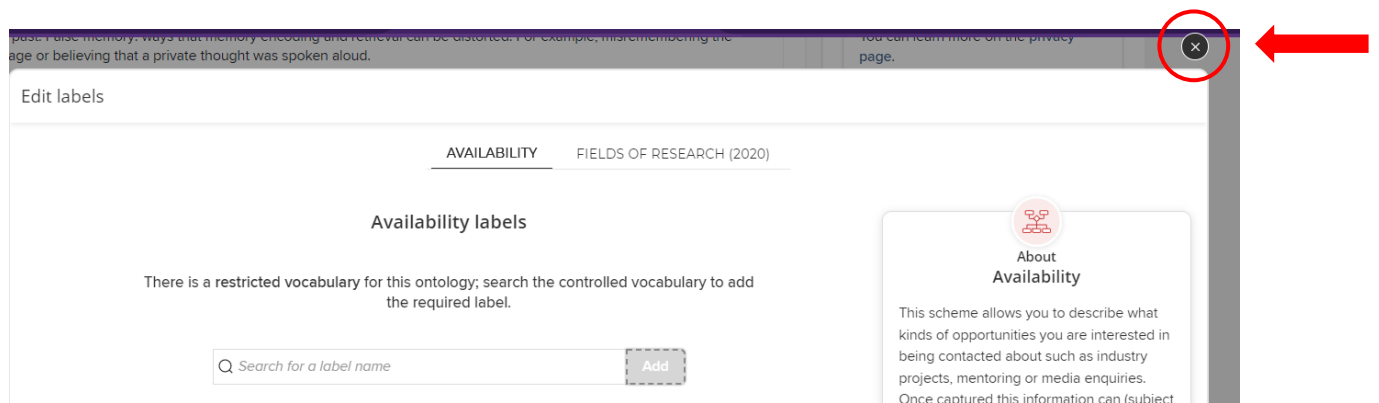 past. False memory: ways that memory encoding and retrieval can be distorted. For example, misremembering the
age or believing that a private thought was spoken aloud.
You can learn more on the privacy
page.
Edit labels
AVAILABILITY
FIELDS OF RESEARCH (2020)
Availability labels
There is a restricted vocabulary for this ontology; search the controlled vocabulary to add
the required label.
Search for a label name
Add
About
Availability
This scheme allows you to describe what
kinds of opportunities you are interested in
being contacted about such as industry
projects, mentoring or media enquiries.
Once captured this information can (subject